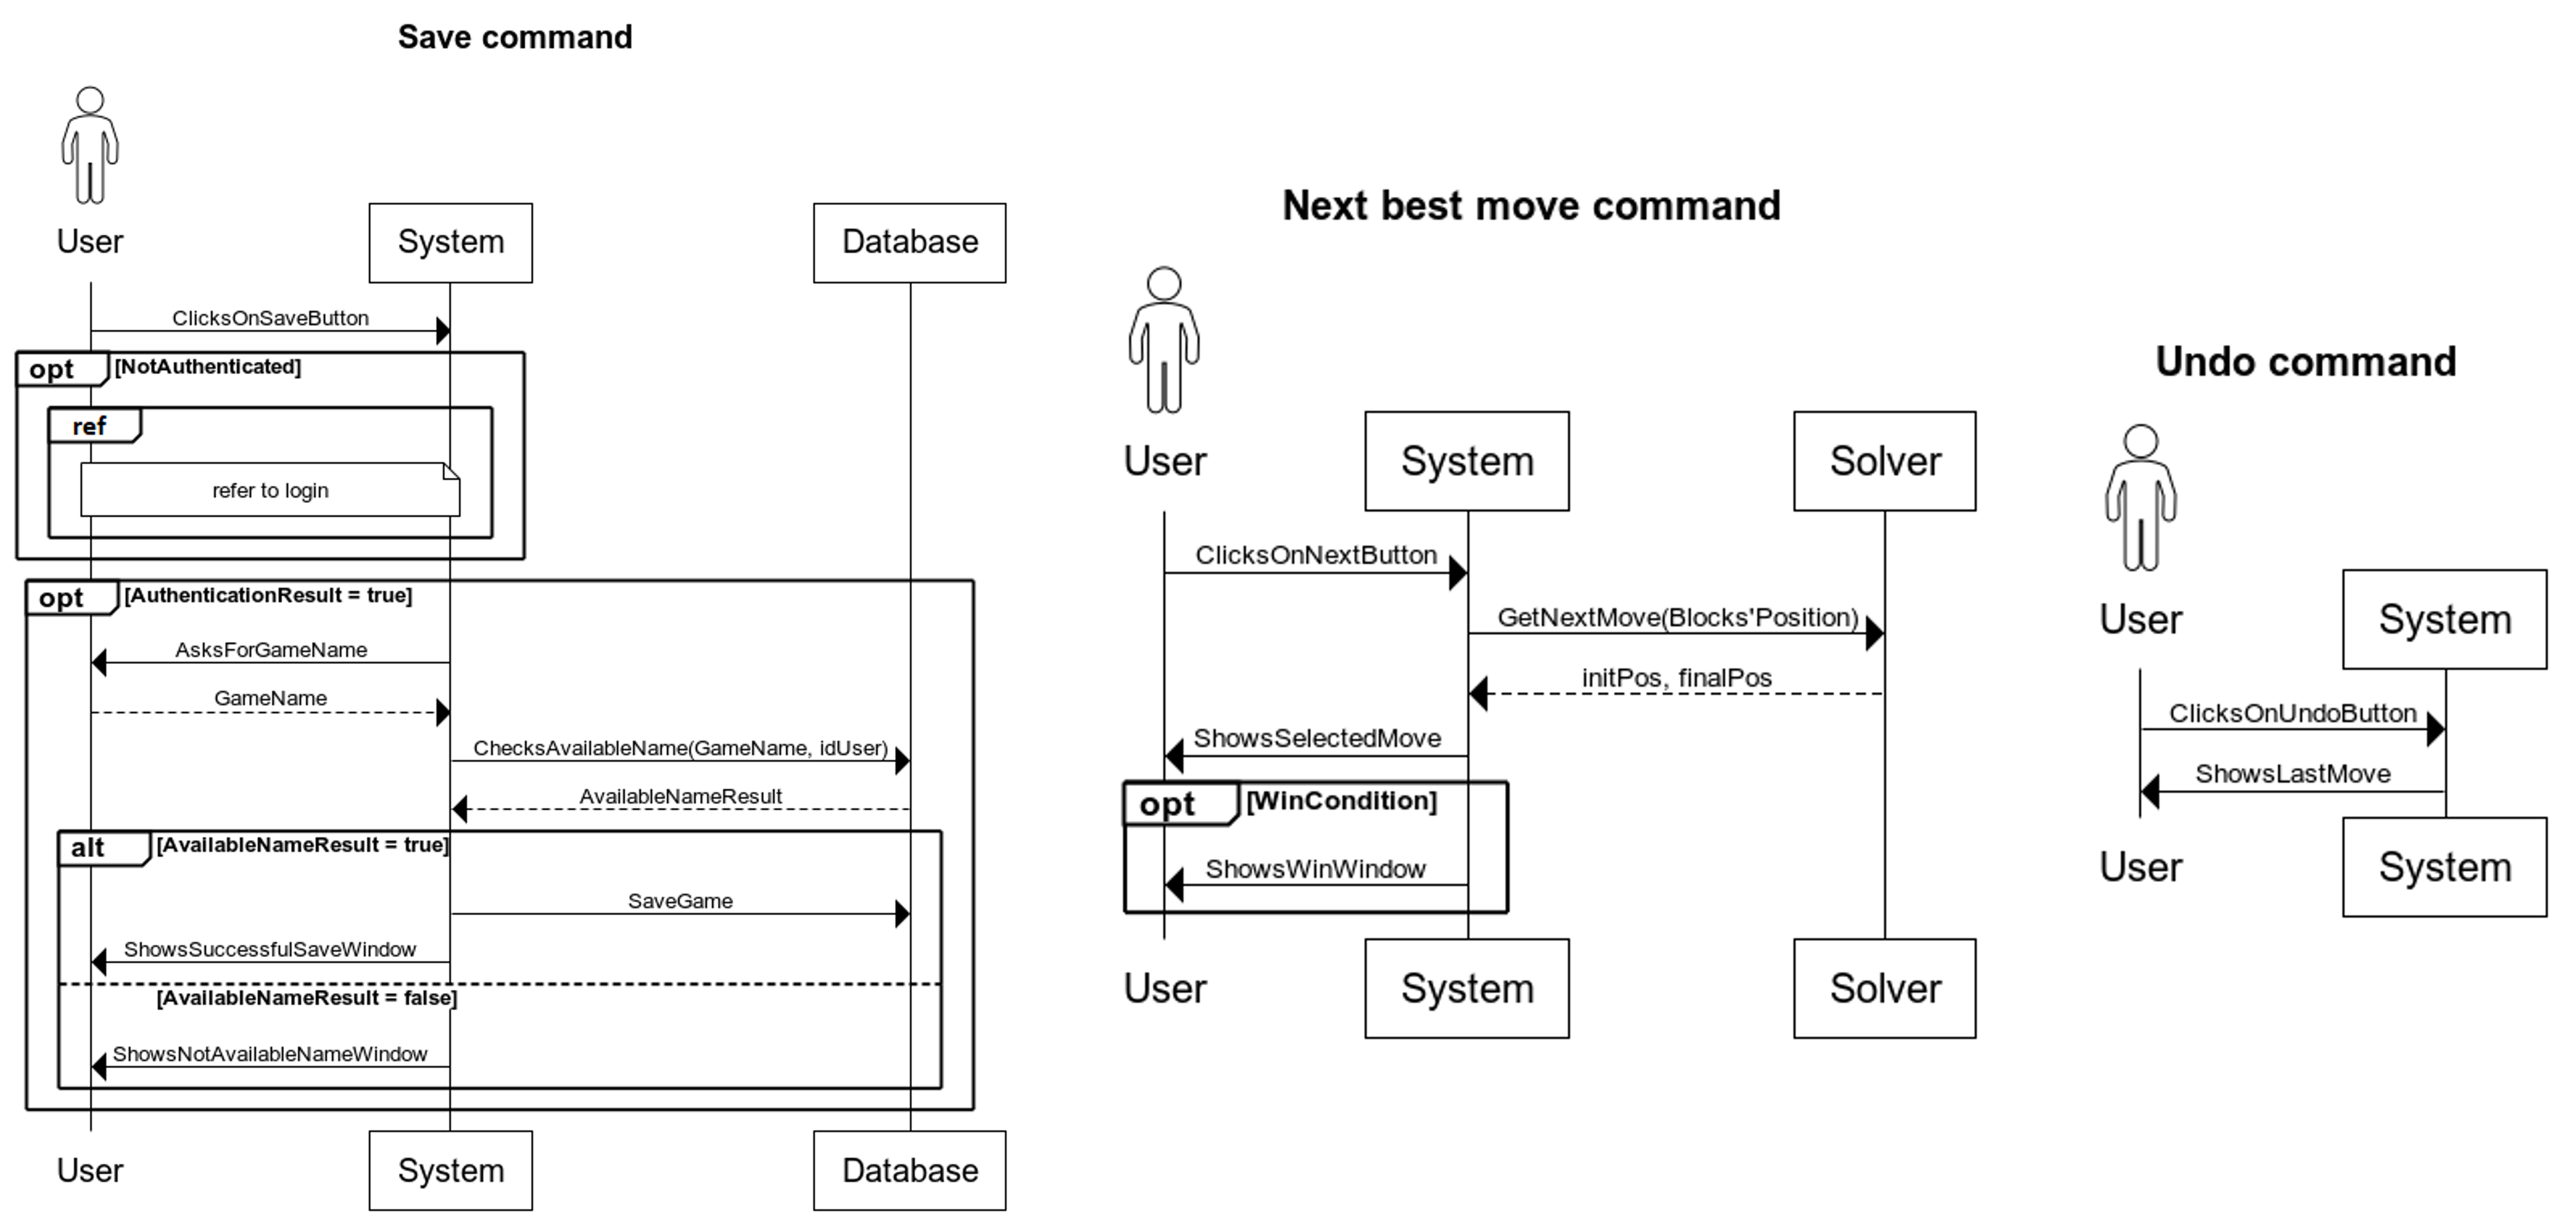 Save command
User
System
Database
ClicksOnSaveButton
opt [NotAuthenticated]
ref
refer to login
opt [AuthenticationResult = true]
AsksForGameName
GameName
ChecksAvailableName(GameName, idUser)
AvailableNameResult
alt [AvailableNameResult = true]
SaveGame
ShowsSuccessfulSaveWindow
[AvailableNameResult = false]
ShowsNotAvailableNameWindow
User
System
Database
Next best move command
User
System
Solver
ClicksOnNextButton
GetNextMove(Blocks'Position)
initPos, finalPos
ShowsSelectedMove
opt [WinCondition]
ShowsWinWindow
User
System
Solver
Undo command
User
System
ClicksOnUndoButton
ShowsLastMove
User
System